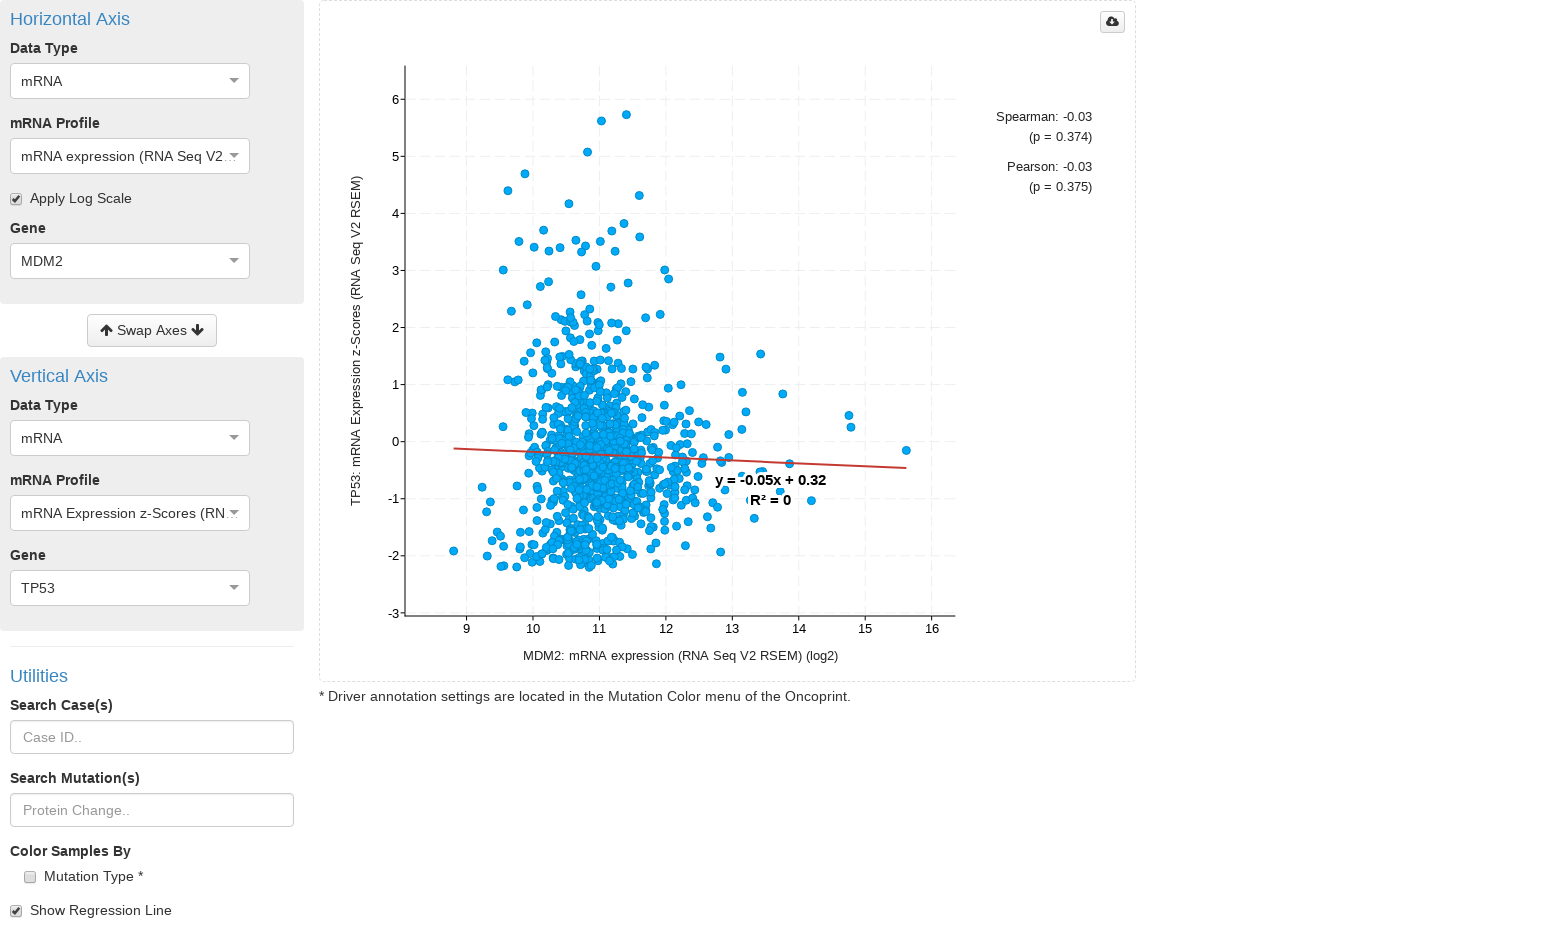 Horizontal Axis
Data Type
mRNA
mRNA Profile
mRNA expression (RNA Seq V2...
Apply Log Scale
Gene
MDM2
Swap Axes
Vertical Axis
Data Type
mRNA
mRNA Profile
mRNA Expression z-Scores (RN...
Gene
TP53
Utilities
Search Case(s)
Case ID..
Search Mutation(s)
Protein Change..
Color Samples By
Mutation Type *
Show Regression Line
TP53: mRNA Expression z-Scores (RNA Seq V2 RSEM)
6
5
4
3
2
1
0
-1
-2
-3
9 10 11 12 13 14 15 16
MDM2: mRNA expression (RNA Seq V2 RSEM) (log2)
y = -0.05x + 0.32
R² = 0
Spearman: -0.03
(p = 0.374)
Pearson: -0.03
(p = 0.375)
* Driver annotation settings are located in the Mutation Color menu of the Oncoprint.